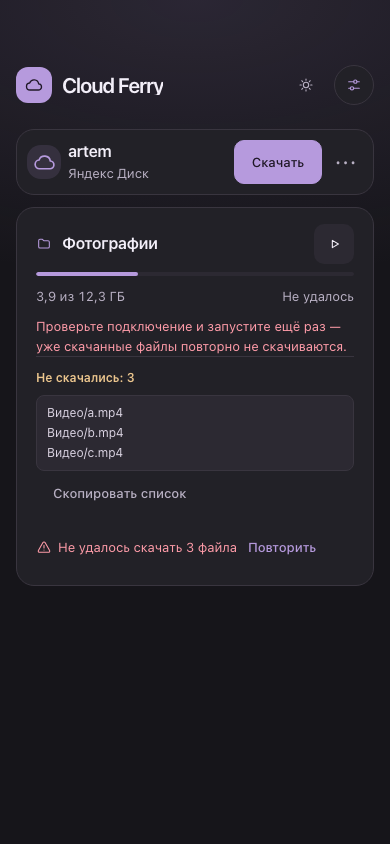 Cloud Ferry
artem
Яндекс Диск
Скачать
Фотографии
3,9 из 12,3 ГБ
Не удалось
Проверьте подключение и запустите ещё раз —
уже скачанные файлы повторно не скачиваются.
Не скачались: 3
Видео/a.mp4
Видео/b.mp4
Видео/c.mp4
Скопировать список
Не удалось скачать 3 файла Повторить